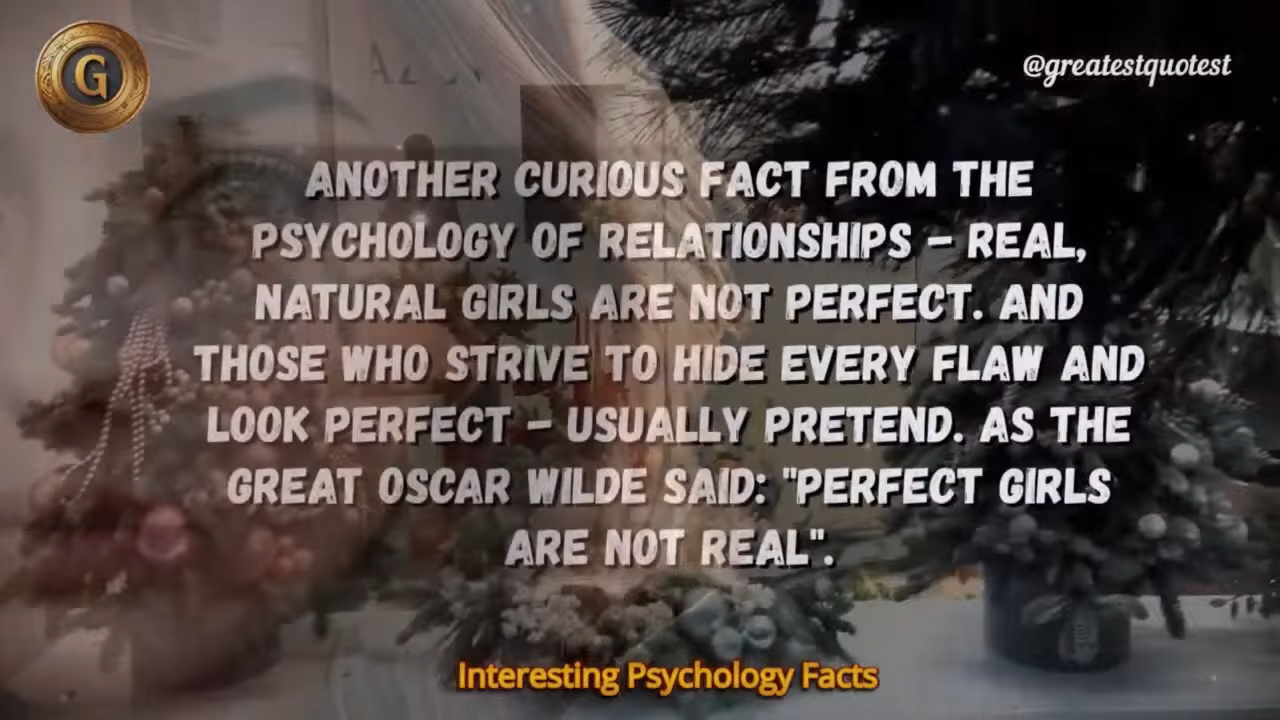 G
@greatestquotest
ANOTHER CURIOUS FACT FROM THE
PSYCHOLOGY OF RELATIONSHIPS – REAL,
NATURAL GIRLS ARE NOT PERFECT. AND
THOSE WHO STRIVE TO HIDE EVERY FLAW AND
LOOK PERFECT – USUALLY PRETEND. AS THE
GREAT OSCAR WILDE SAID: "PERFECT GIRLS
ARE NOT REAL".
Interesting Psychology Facts